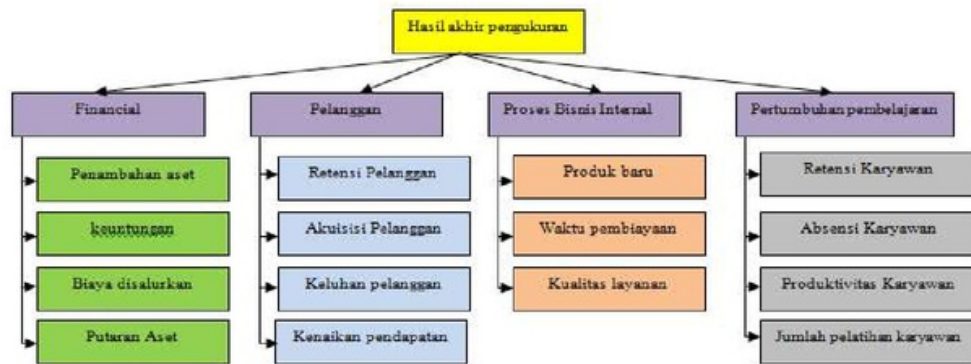 Hasil akhir pengukuran
Financial
Penambahan aset
keuntungan
Biaya disalurkan
Putaran Aset
Pelanggan
Retensi Pelanggan
Akuisisi Pelanggan
Keluhan pelanggan
Kenaikan pendapatan
Proses Bisnis Internal
Produk baru
Waktu pembiayaan
Kualitas layanan
Pertumbuhan pembelajaran
Retensi Karyawan
Absensi Karyawan
Produktivitas Karyawan
Jumlah pelatihan karyawan